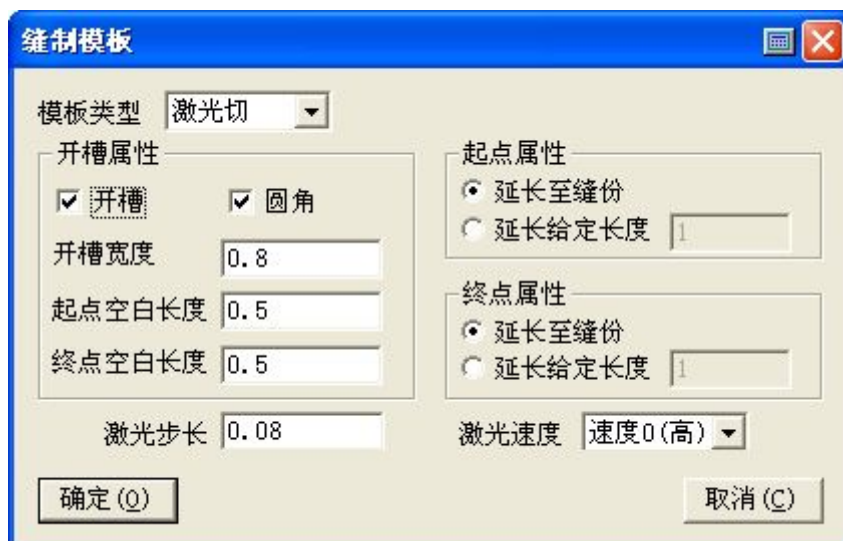 缝制模板
模板类型 激光切
开槽属性
开槽 圆角
开槽宽度 0.8
起点空白长度 0.5
终点空白长度 0.5
激光步长 0.08
起点属性
延长至缝份
延长给定长度 1
终点属性
延长至缝份
延长给定长度 1
激光速度 速度0(高)
确定(O)
取消(C)